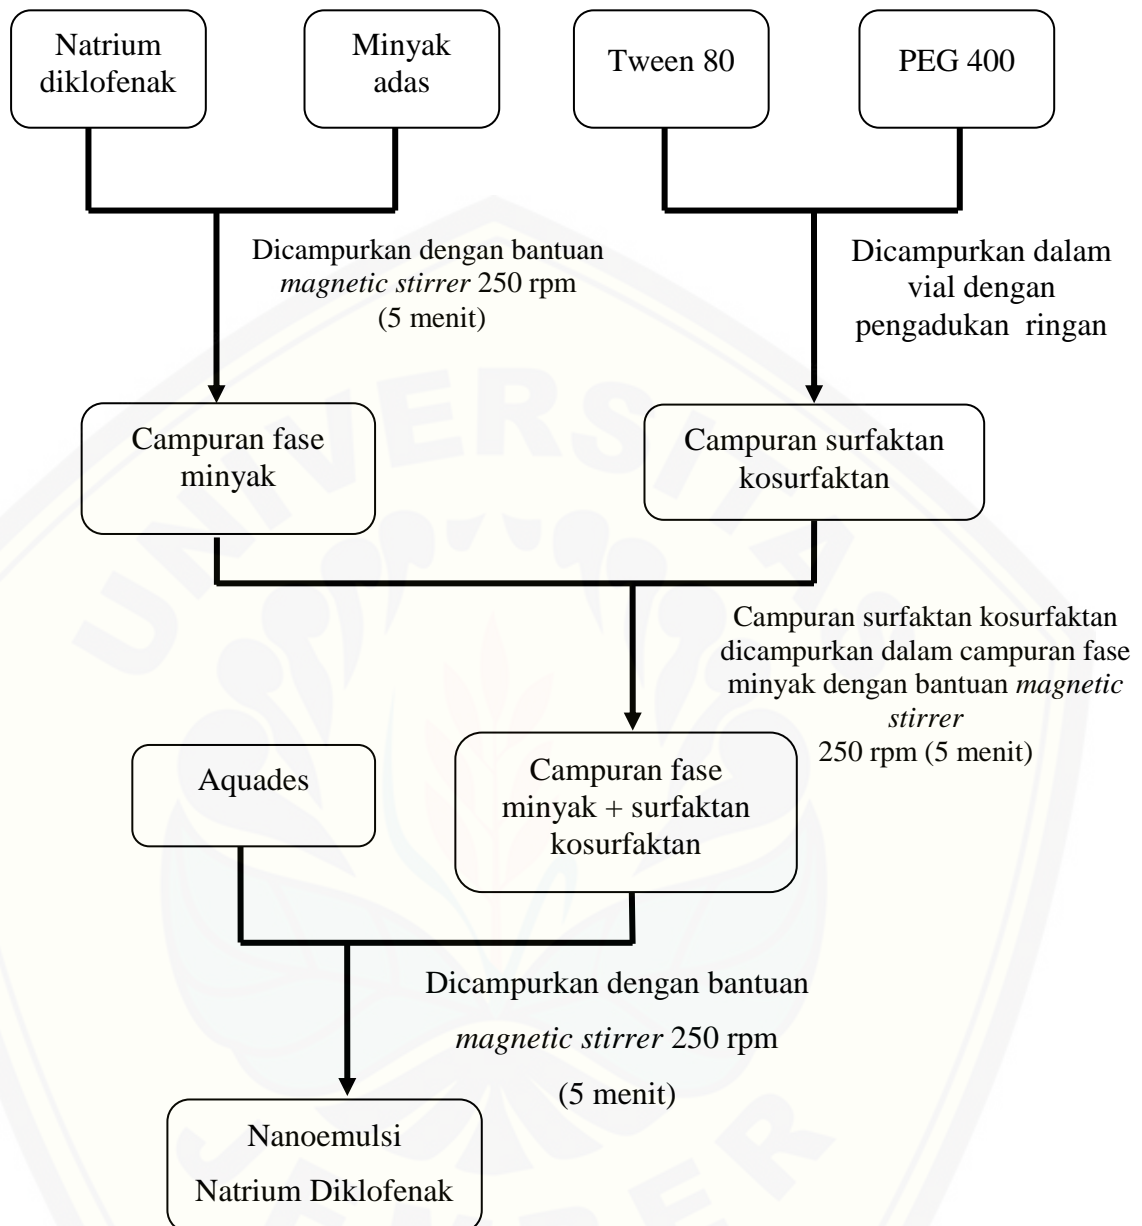 Natrium
diklofenak
Minyak
adas
Tween 80
PEG 400
Dicampurkan dengan bantuan
magnetic stirrer 250 rpm
(5 menit)
Dicampurkan dalam
vial dengan
pengadukan ringan
Campuran fase
minyak
Campuran surfaktan
kosurfaktan
Campuran surfaktan kosurfaktan
dicampurkan dalam campuran fase
minyak dengan bantuan magnetic
stirrer
250 rpm (5 menit)
Aquades
Campuran fase
minyak + surfaktan
kosurfaktan
Dicampurkan dengan bantuan
magnetic stirrer 250 rpm
(5 menit)
Nanoemulsi
Natrium Diklofenak
UNIVERSITAS
JEMBER